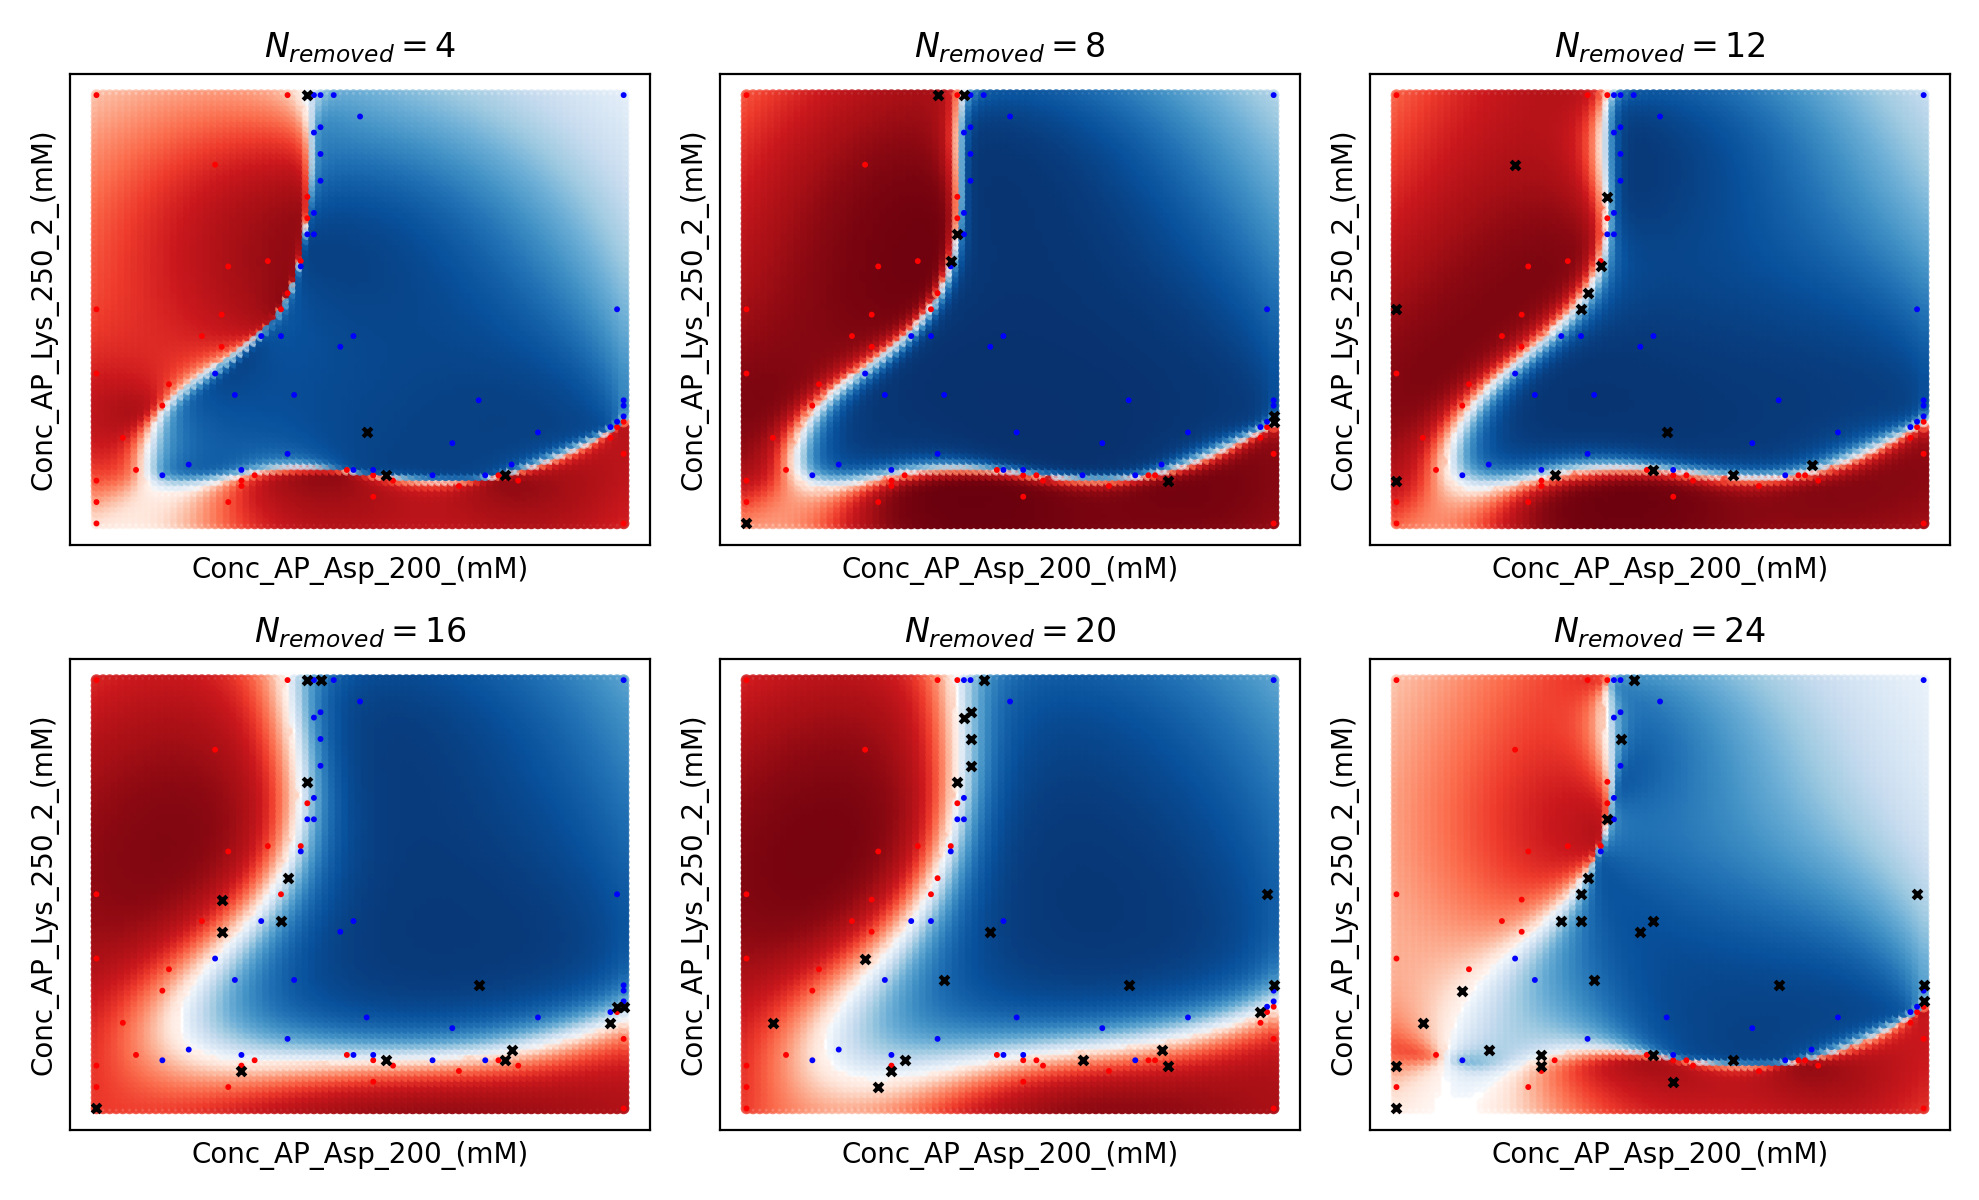 N_removed = 4
N_removed = 8
N_removed = 12
Conc_AP_Lys_250_2_(mM)
Conc_AP_Lys_250_2_(mM)
Conc_AP_Lys_250_2_(mM)
Conc_AP_Asp_200_(mM)
Conc_AP_Asp_200_(mM)
Conc_AP_Asp_200_(mM)
N_removed = 16
N_removed = 20
N_removed = 24
Conc_AP_Lys_250_2_(mM)
Conc_AP_Lys_250_2_(mM)
Conc_AP_Lys_250_2_(mM)
Conc_AP_Asp_200_(mM)
Conc_AP_Asp_200_(mM)
Conc_AP_Asp_200_(mM)